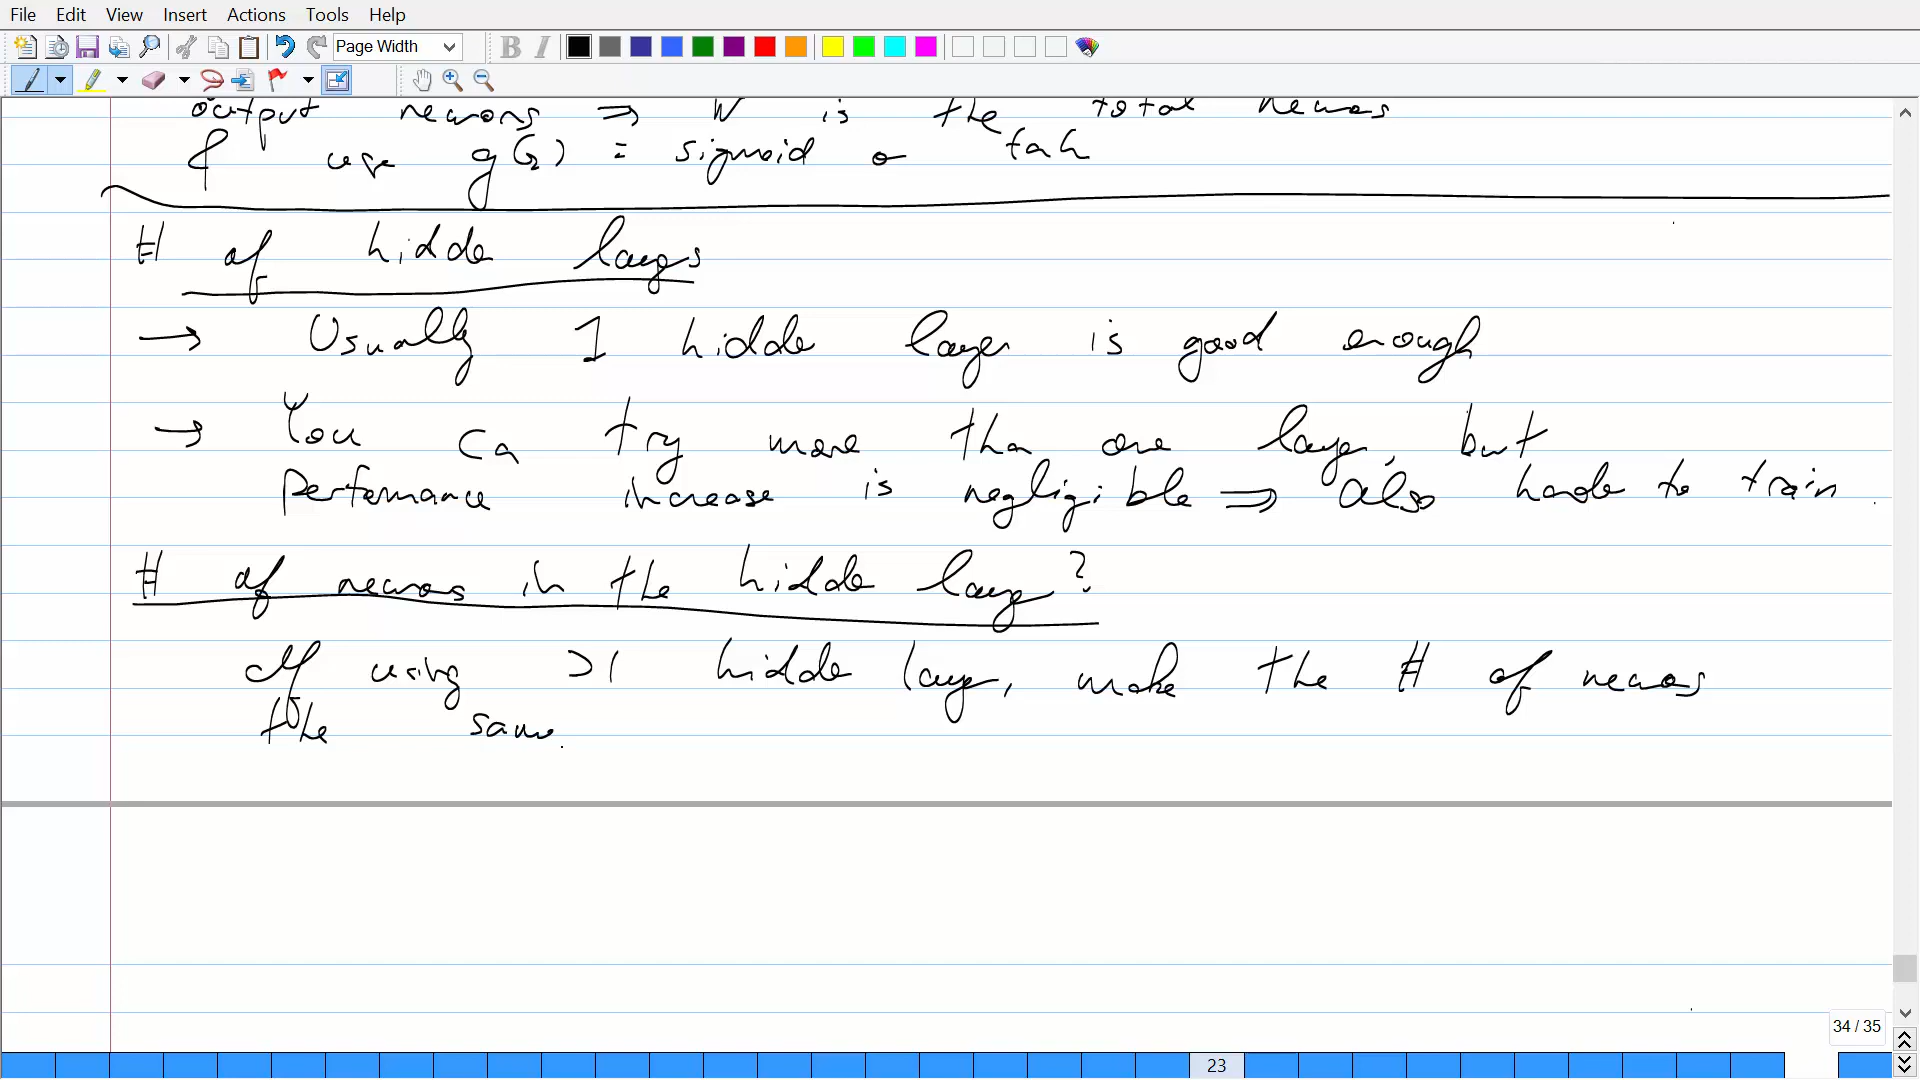 File Edit View Insert Actions Tools Help
Page Width
B I
output neurons ⇒ W is the total neurons
& use g(z) = sigmoid or tanh
# of hidden layers
→ Usually 1 hidden layer is good enough
→ You can try more than one layer, but
performance increase is negligible ⇒ also harder to train.
# of neurons in the hidden layer?
If using >1 hidden layer, make the # of neurons
the same.
34 / 35
23